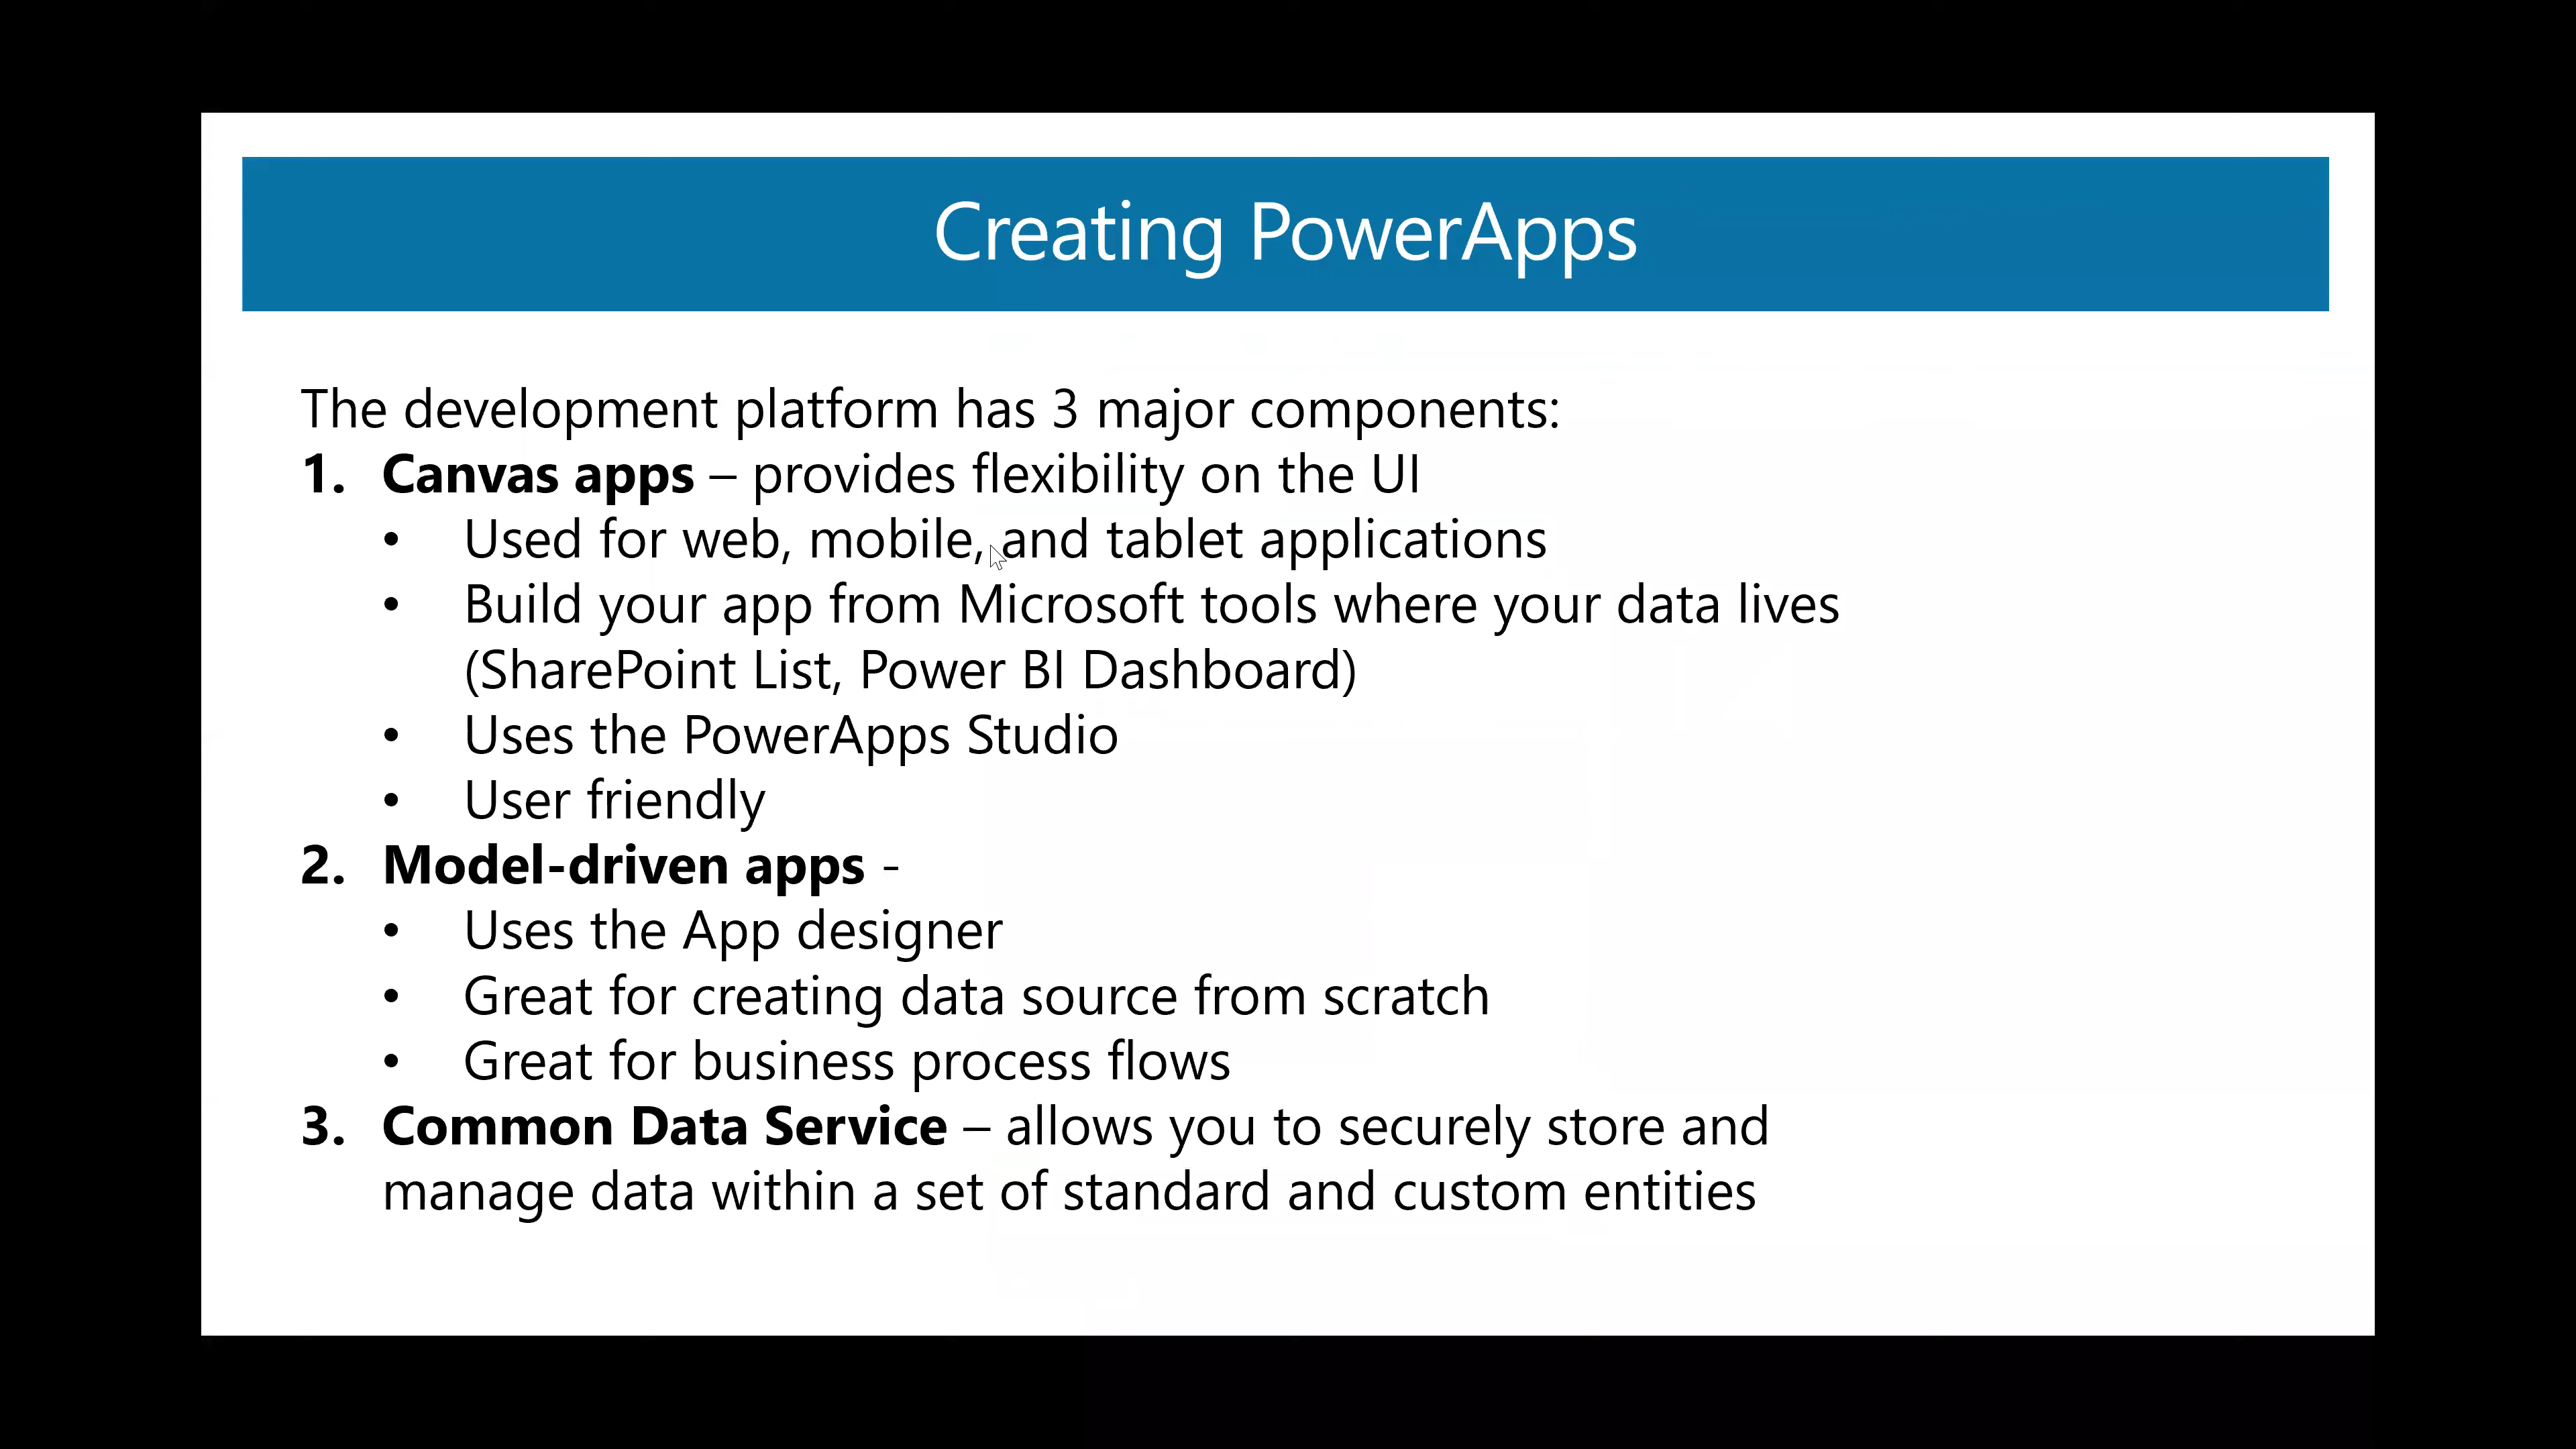 Creating PowerApps
The development platform has 3 major components:
1. Canvas apps – provides flexibility on the UI
• Used for web, mobile, and tablet applications
• Build your app from Microsoft tools where your data lives
(SharePoint List, Power BI Dashboard)
• Uses the PowerApps Studio
• User friendly
2. Model-driven apps -
• Uses the App designer
• Great for creating data source from scratch
• Great for business process flows
3. Common Data Service – allows you to securely store and
manage data within a set of standard and custom entities